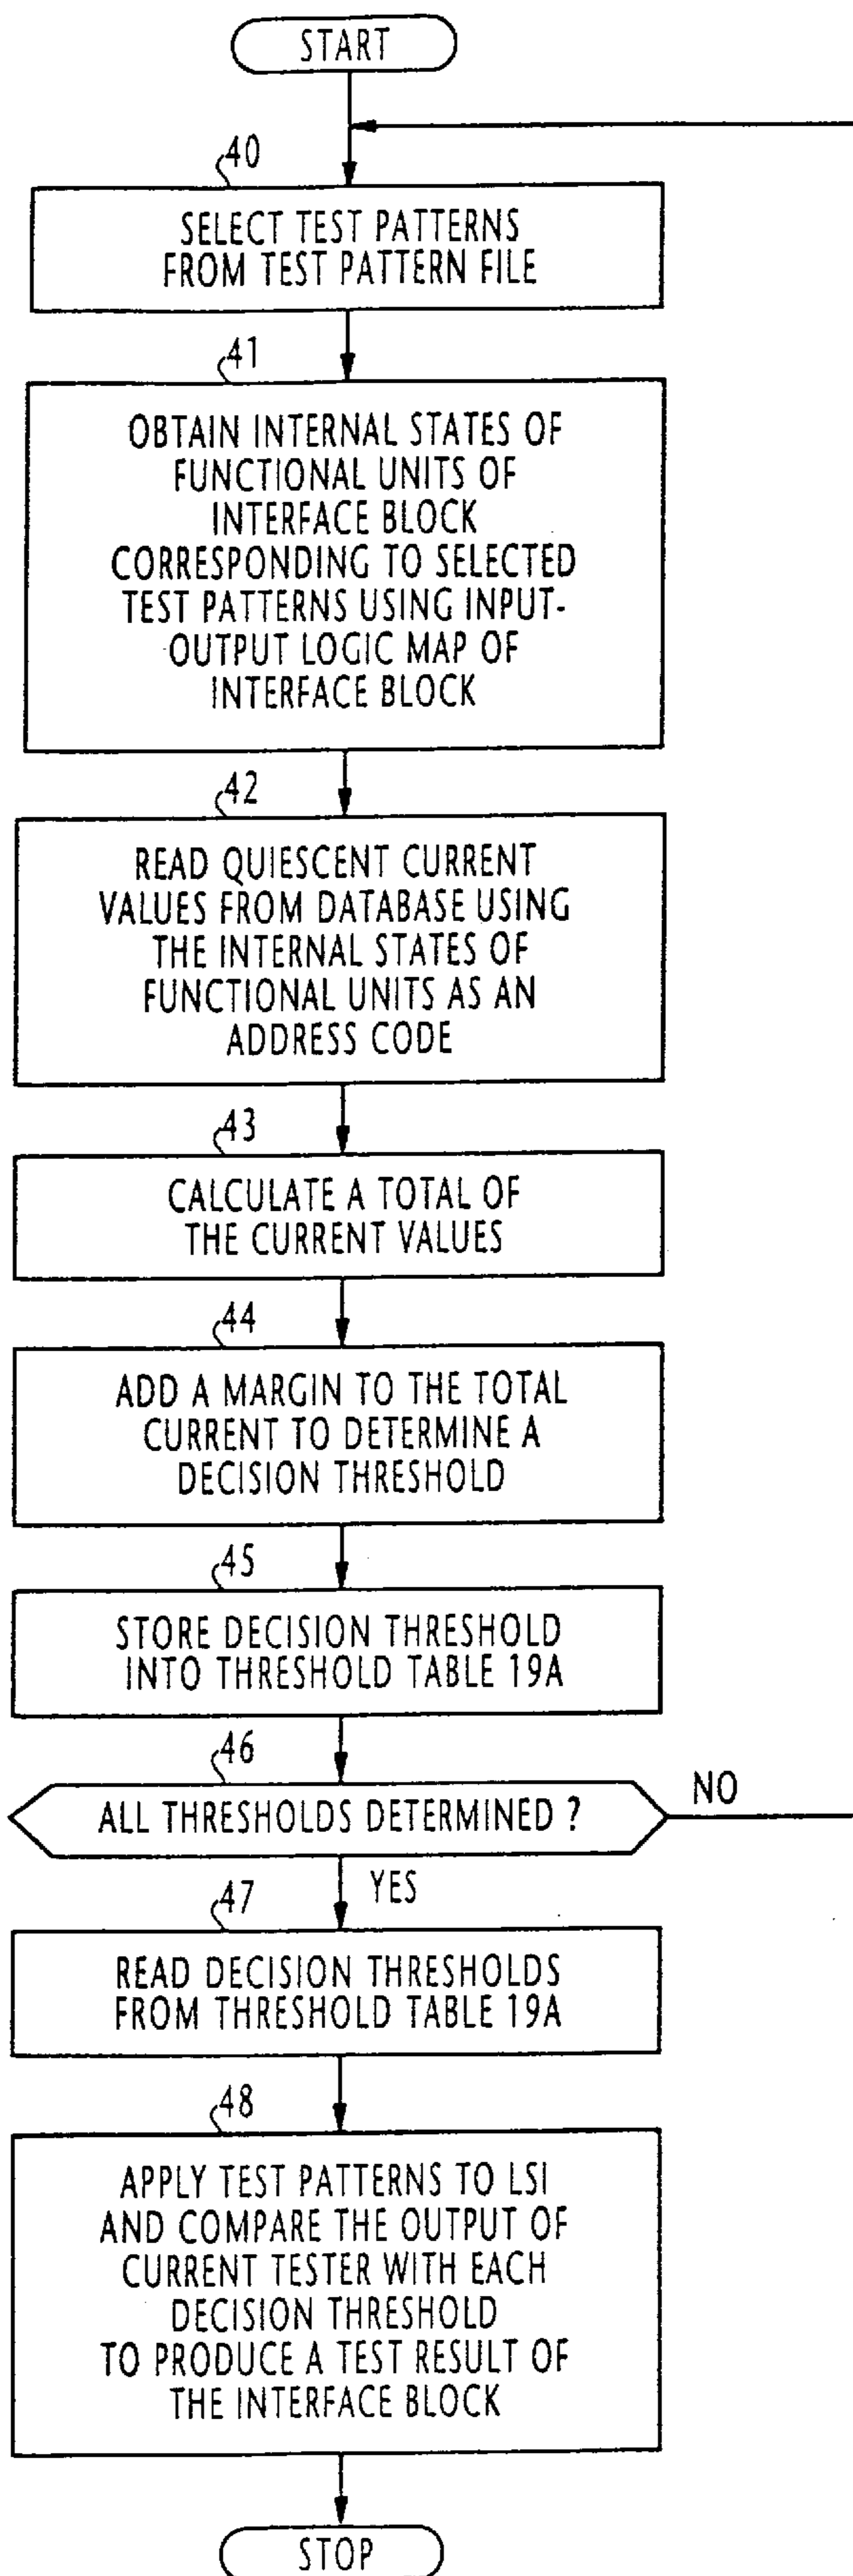 START
40
SELECT TEST PATTERNS
FROM TEST PATTERN FILE
41
OBTAIN INTERNAL STATES OF
FUNCTIONAL UNITS OF
INTERFACE BLOCK
CORRESPONDING TO SELECTED
TEST PATTERNS USING INPUT-
OUTPUT LOGIC MAP OF
INTERFACE BLOCK
42
READ QUIESCENT CURRENT
VALUES FROM DATABASE USING
THE INTERNAL STATES OF
FUNCTIONAL UNITS AS AN
ADDRESS CODE
43
CALCULATE A TOTAL OF
THE CURRENT VALUES
44
ADD A MARGIN TO THE TOTAL
CURRENT TO DETERMINE A
DECISION THRESHOLD
45
STORE DECISION THRESHOLD
INTO THRESHOLD TABLE 19A
46
ALL THRESHOLDS DETERMINED ?
NO
YES
47
READ DECISION THRESHOLDS
FROM THRESHOLD TABLE 19A
48
APPLY TEST PATTERNS TO LSI
AND COMPARE THE OUTPUT OF
CURRENT TESTER WITH EACH
DECISION THRESHOLD
TO PRODUCE A TEST RESULT OF
THE INTERFACE BLOCK
STOP